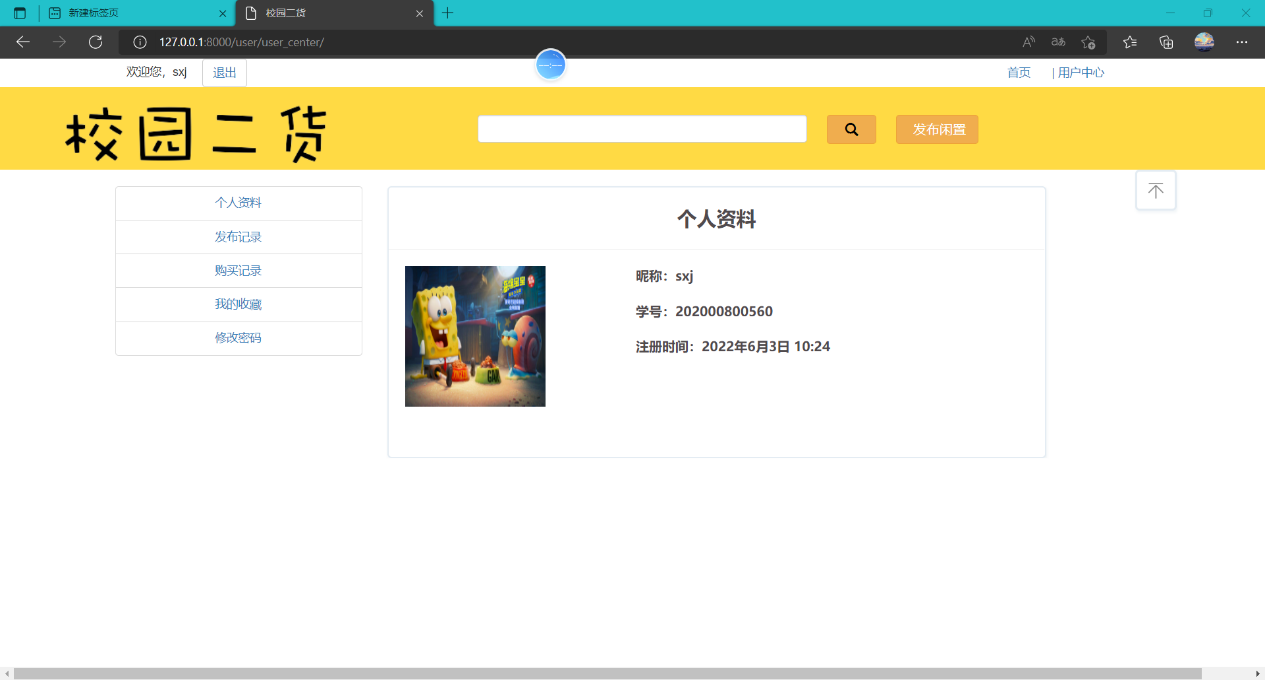 新建标签页
校园二货
127.0.0.1:8000/user/user_center/
欢迎您，sxj 退出
首页 | 用户中心
校园二货
发布闲置
个人资料
发布记录
购买记录
我的收藏
修改密码
个人资料
昵称：sxj
学号：202000800560
注册时间：2022年6月3日 10:24
GARY